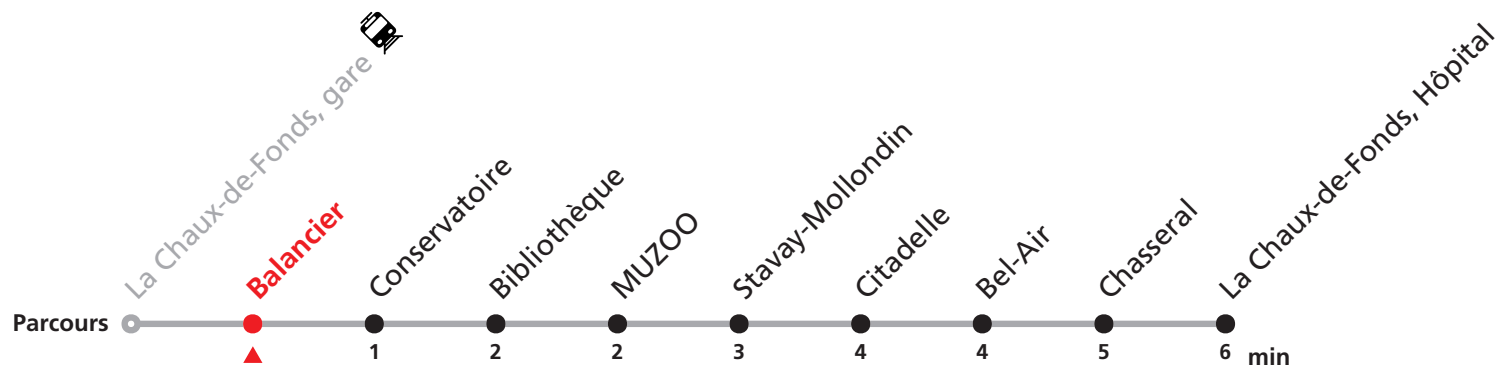 La Chaux-de-Fonds, gare
Balancier
Conservatoire
Bibliothèque
MUZOO
Stavay-Mollondin
Citadelle
Bel-Air
Chasseral
La Chaux-de-Fonds, Hôpital
Parcours
1 2 2 3 4 4 5 6 min